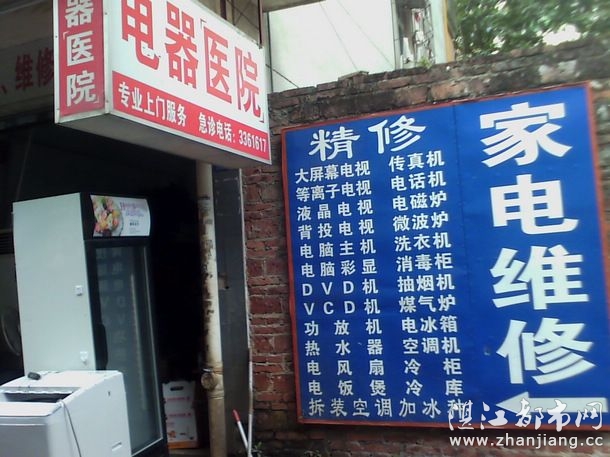 器「医院」
电器「医院」
专业上门服务 急诊电话：3361617
、维修
精修
大屏幕电视 传真机
等离子电视 电话机
液晶电视 电磁炉
背投电视 微波炉
电脑主机 洗衣机
电脑彩显 消毒柜
DVD机 抽烟机
VCD机 煤气炉
功放机 电冰箱
热水器 空调机
电风扇 冷柜
电饭煲 冷库
拆装空调加冰种
家电维修
湛江都市网
www.zhanjiang.cc